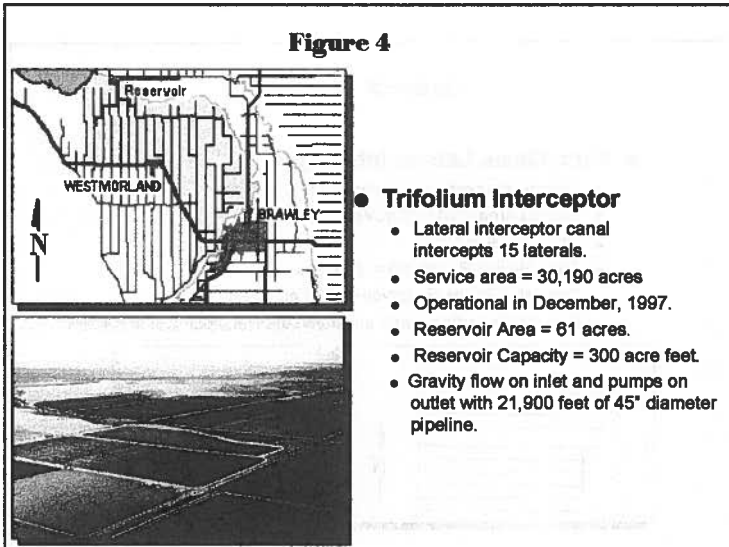 Figure 4
Reservoir
WESTMORLAND
BRAWLEY
N
• Trifolium Interceptor
• Lateral interceptor canal
intercepts 15 laterals.
• Service area = 30,190 acres
• Operational in December, 1997.
• Reservoir Area = 61 acres.
• Reservoir Capacity = 300 acre feet.
• Gravity flow on inlet and pumps on
outlet with 21,900 feet of 45" diameter
pipeline.